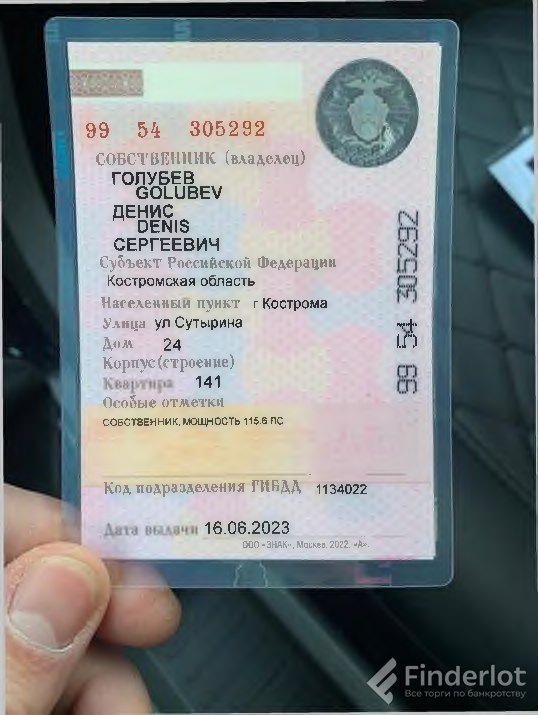 99 54 305292
СОБСТВЕННИК (владелец)
ГОЛУБЕВ
GOLUBEV
ДЕНИС
DENIS
СЕРГЕЕВИЧ
Субъект Российской Федерации
Костромская область
Населенный пункт г Кострома
Улица ул Сутырина
Дом 24
Корпус(строение)
Квартира 141
Особые отметки
СОБСТВЕННИК, МОЩНОСТЬ 115.6 ЛС
Код подразделения ГИБДД 1134022
Дата выдачи 16.06.2023
ООО «ЗНАК», Москва, 2022, «А».
99 54 305292
Finderlot
Все торги по банкротству